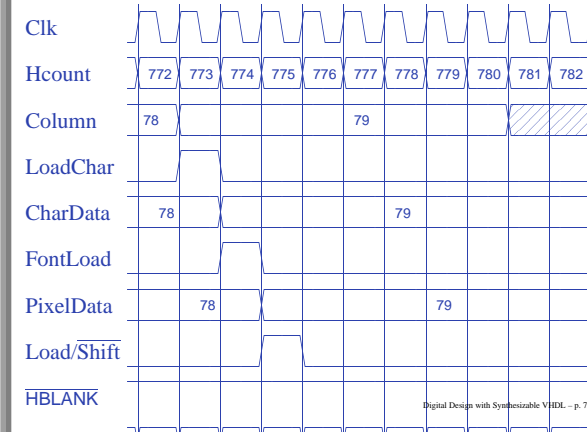 Clk
Hcount 772 773 774 775 776 777 778 779 780 781 782
Column 78 79
LoadChar
CharData 78 79
FontLoad
PixelData 78 79
Load/Shift
HBLANK
Digital Design with Synthesizable VHDL – p. 7